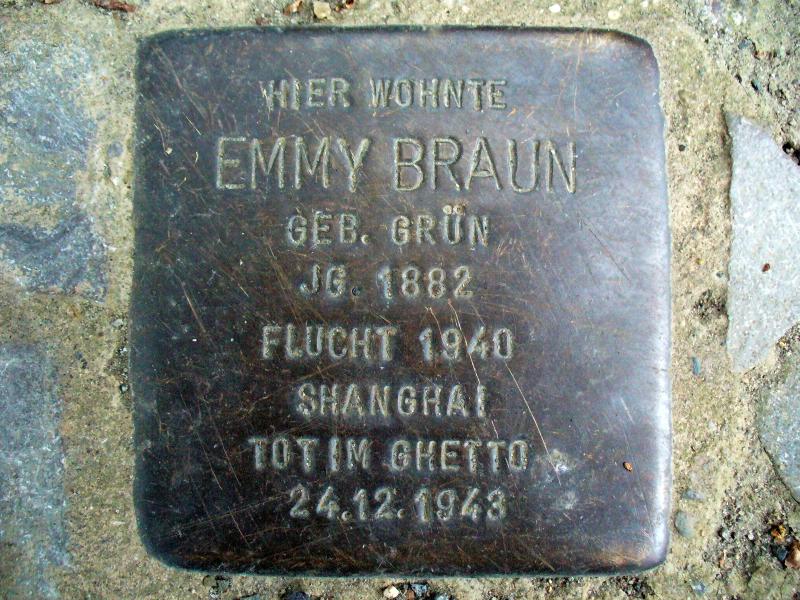 HIER WOHNTE
EMMY BRAUN
GEB. GRÜN
JG. 1882
FLUCHT 1940
SHANGHAI
TOT IM GHETTO
24.12.1943